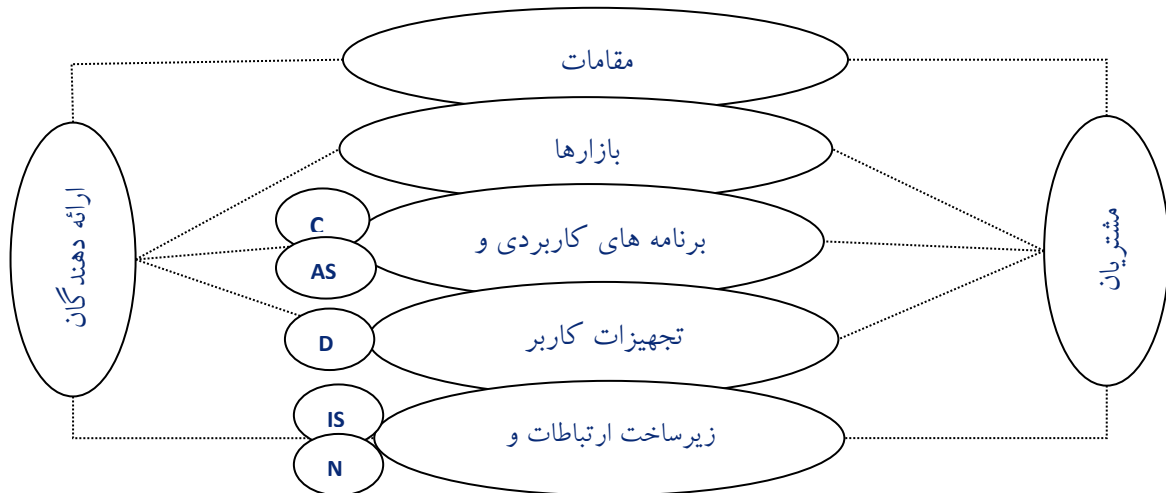 مقامات
بازارها
C
برنامه های کاربردی و
AS
تجهیزات کاربر
D
IS
زیرساخت ارتباطات و
N
ارائه دهندگان
مشتریان